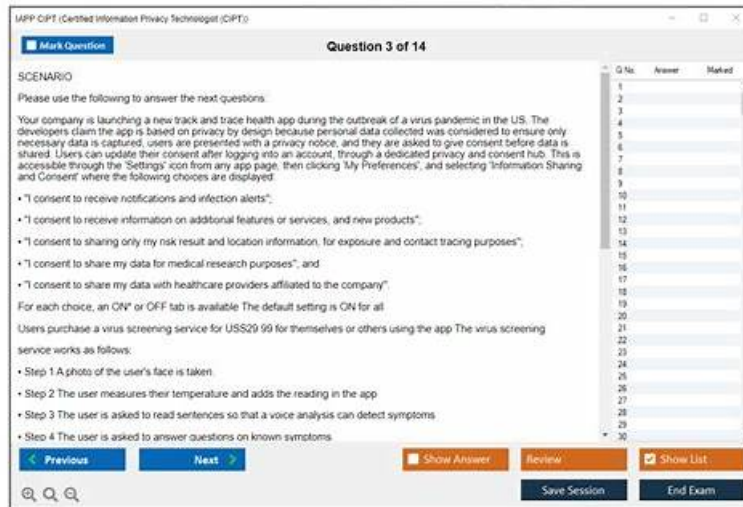 IAPP CIPT (Certified Information Privacy Technologist (CIPT))
Mark Question
Question 3 of 14
SCENARIO
Please use the following to answer the next questions:
Your company is launching a new track and trace health app during the outbreak of a virus pandemic in the US. The
developers claim the app is based on privacy by design because personal data collected was considered to ensure only
necessary data is captured, users are presented with a privacy notice, and they are asked to give consent before data is
shared. Users can update their consent after logging into an account, through a dedicated privacy and consent hub. This is
accessible through the 'Settings' icon from any app page, then clicking 'My Preferences', and selecting 'Information Sharing
and Consent' where the following choices are displayed:
• "I consent to receive notifications and infection alerts";
• "I consent to receive information on additional features or services, and new products";
• "I consent to sharing only my risk result and location information, for exposure and contact tracing purposes";
• "I consent to share my data for medical research purposes"; and
• "I consent to share my data with healthcare providers affiliated to the company".
For each choice, an ON* or OFF tab is available The default setting is ON for all
Users purchase a virus screening service for USS29 99 for themselves or others using the app The virus screening
service works as follows:
• Step 1 A photo of the user's face is taken
• Step 2 The user measures their temperature and adds the reading in the app
• Step 3 The user is asked to read sentences so that a voice analysis can detect symptoms
• Step 4 The user is asked to answer questions on known symptoms
Q No. Answer Marked
1
2
3
4
5
6
7
8
9
10
11
12
13
14
15
16
17
18
19
20
21
22
23
24
25
26
27
28
29
30
Previous
Next
Show Answer
Review
Show List
Save Session
End Exam